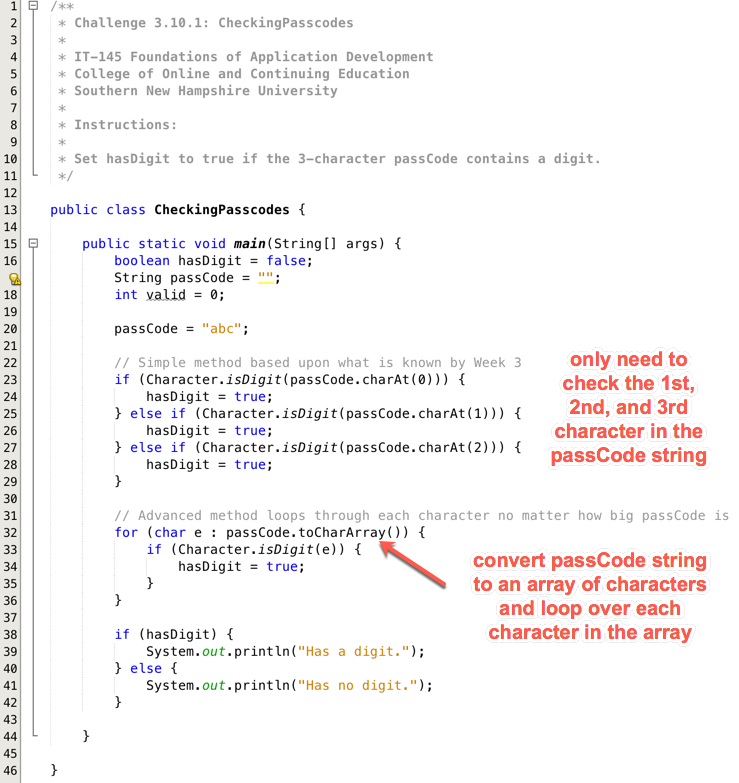 1 /**
2 * Challenge 3.10.1: CheckingPasscodes
3 *
4 * IT-145 Foundations of Application Development
5 * College of Online and Continuing Education
6 * Southern New Hampshire University
7 *
8 * Instructions:
9 *
10 * Set hasDigit to true if the 3-character passCode contains a digit.
11 */
12
13 public class CheckingPasscodes {
14
15 public static void main(String[] args) {
16 boolean hasDigit = false;
String passCode = "";
18 int valid = 0;
19
20 passCode = "abc";
21
22 // Simple method based upon what is known by Week 3
23 if (Character.isDigit(passCode.charAt(0))) {
24 hasDigit = true;
25 } else if (Character.isDigit(passCode.charAt(1))) {
26 hasDigit = true;
27 } else if (Character.isDigit(passCode.charAt(2))) {
28 hasDigit = true;
29 }
30
31 // Advanced method loops through each character no matter how big passCode is
32 for (char e : passCode.toCharArray()) {
33 if (Character.isDigit(e)) {
34 hasDigit = true;
35 }
36 }
37
38 if (hasDigit) {
39 System.out.println("Has a digit.");
40 } else {
41 System.out.println("Has no digit.");
42 }
43
44 }
45
46 }
only need to
check the 1st,
2nd, and 3rd
character in the
passCode string
convert passCode string
to an array of characters
and loop over each
character in the array